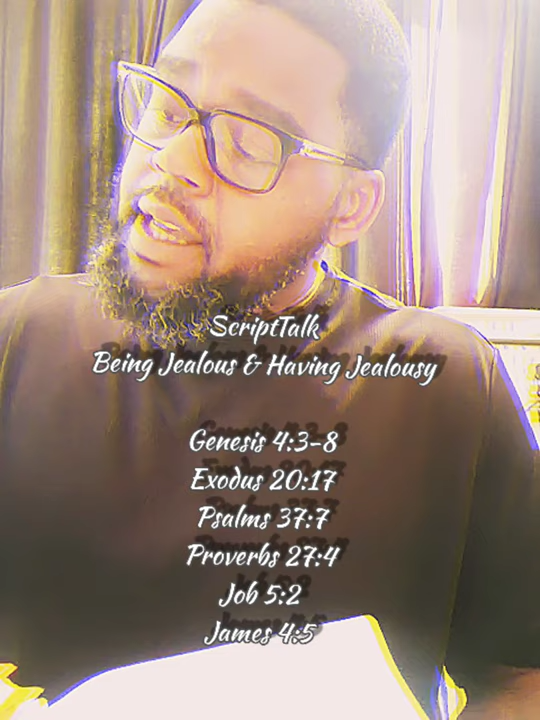 ScriptTalk
Being Jealous & Having Jealousy
Genesis 4:3-8
Exodus 20:17
Psalms 37:7
Proverbs 27:4
Job 5:2
James 4:5